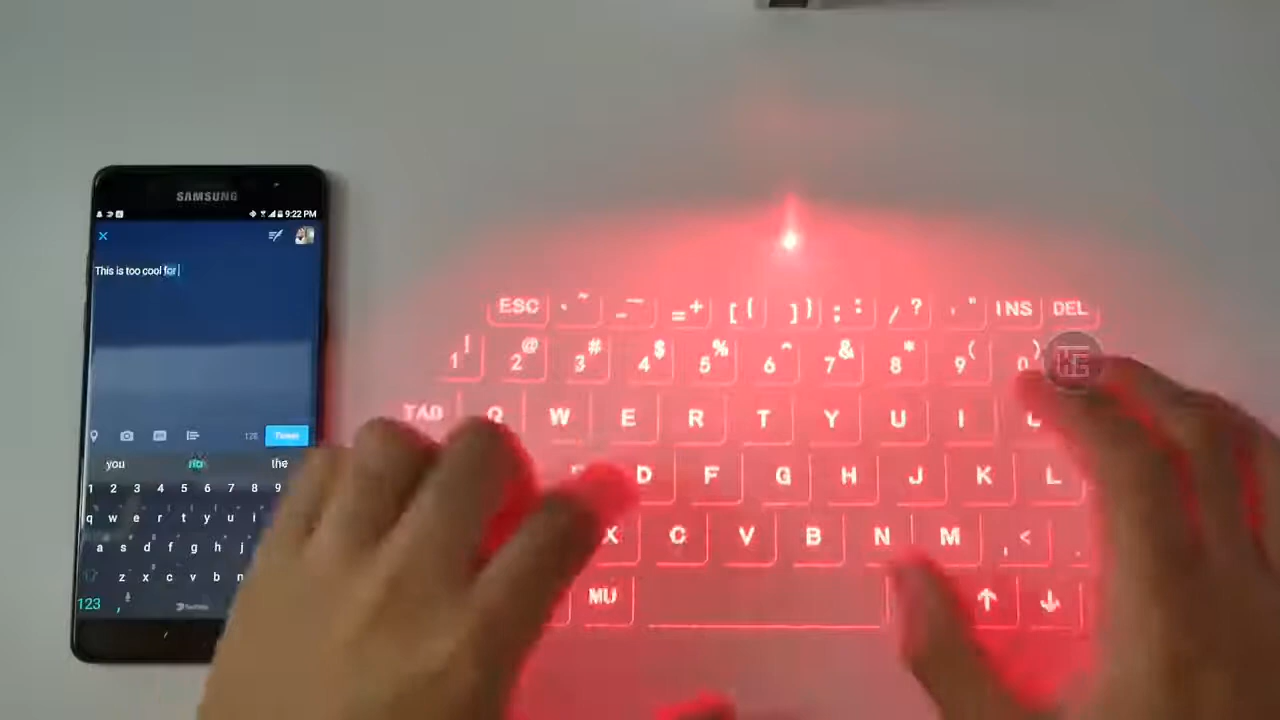 SAMSUNG
9:22 PM
This is too cool for
Tweet
you the
1 2 3 4 5 6 7 8 9
q w e r t y u i
a s d f g h j
z x c v b n
123 ,
ESC ~ _ = + [ { ] } ; : / ? " INS DEL
1 ! 2 @ 3 # 4 $ 5 % 6 ^ 7 & 8 * 9 ( 0 )
TAB Q W E R T Y U I
D F G H J K L
X C V B N M , < .
MU ↑ ↓